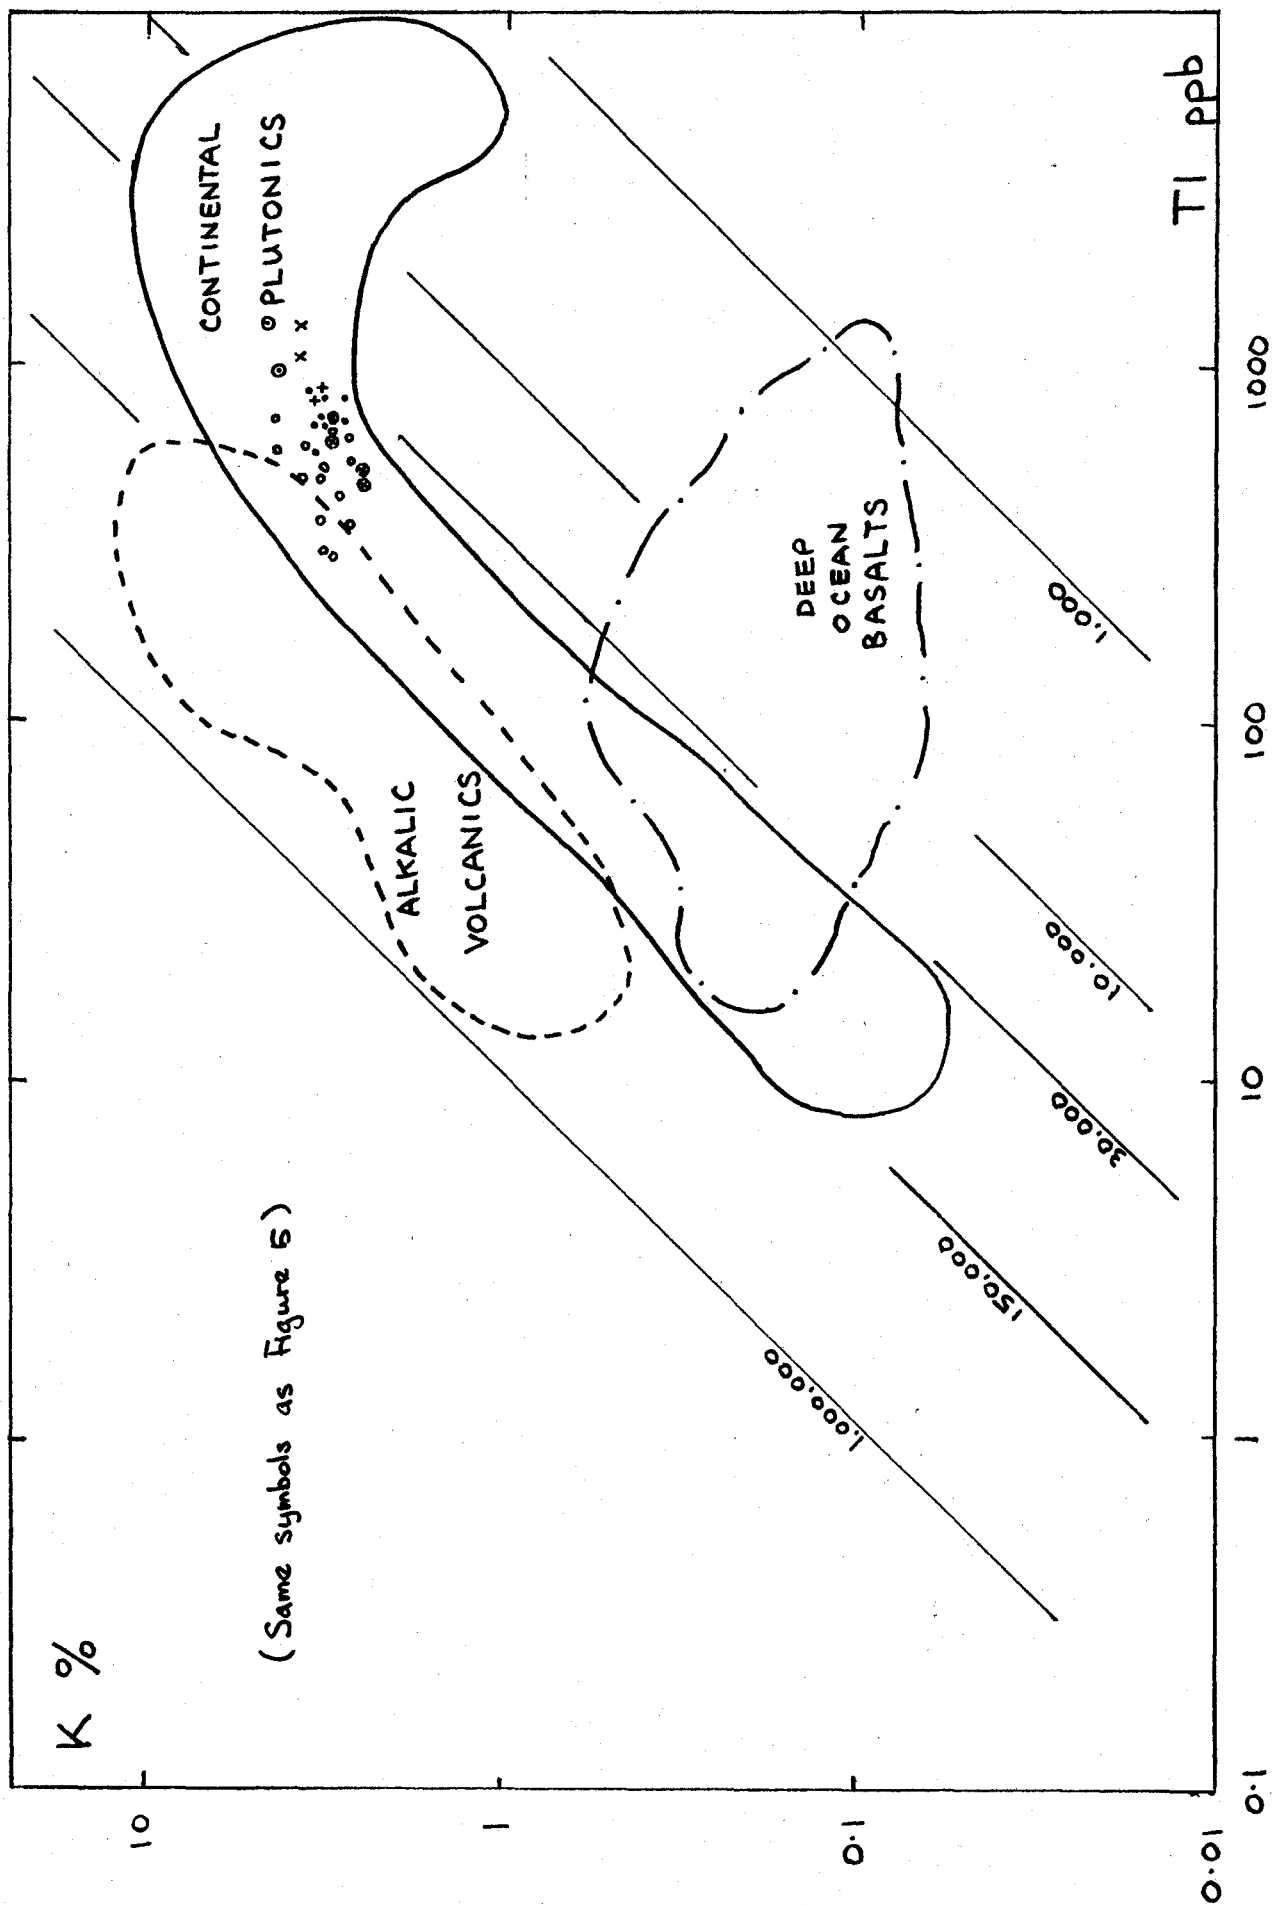 K %
(Same symbols as Figure 5)
CONTINENTAL
PLUTONICS
ALKALIC
VOLCANICS
DEEP
OCEAN
BASALTS
1,000,000
150,000
30,000
10,000
1,000
10
1
0.1
0.01
0.1
1
10
100
1000
Tl ppb